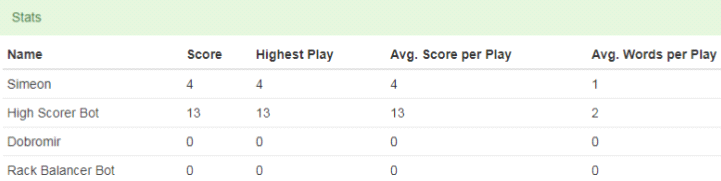 Stats
Name Score Highest Play Avg. Score per Play Avg. Words per Play
Simeon 4 4 4 1
High Scorer Bot 13 13 13 2
Dobromir 0 0 0 0
Rack Balancer Bot 0 0 0 0